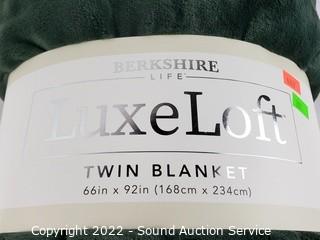 BERKSHIRE
LIFE
LuxeLoft
TWIN BLANKET
66in x 92in (168cm x 234cm)
Copyright 2022 - Sound Auction Service